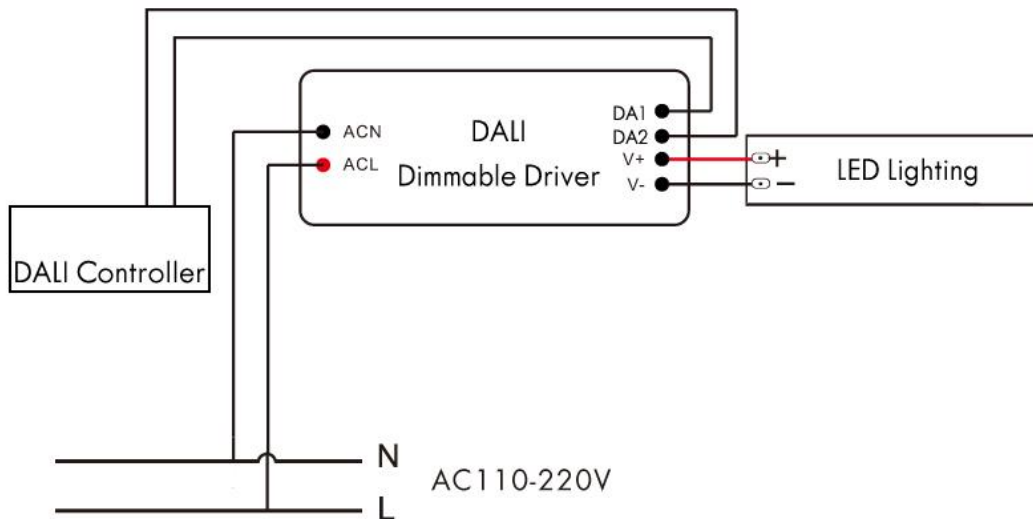 DALI
Dimmable Driver
ACN
ACL
DA1
DA2
V+
V-
+
−
LED Lighting
DALI Controller
N
L
AC110-220V